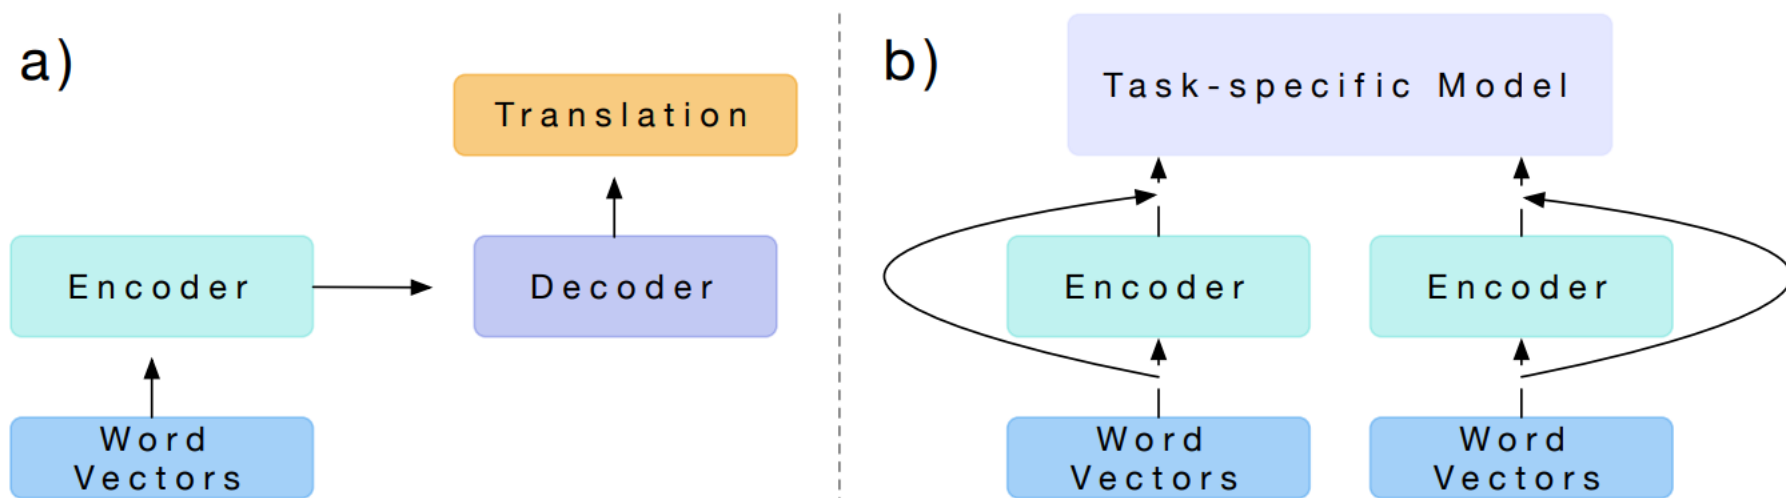 a)
Translation
Encoder
Decoder
Word
Vectors
b)
Task-specific Model
Encoder
Encoder
Word
Vectors
Word
Vectors